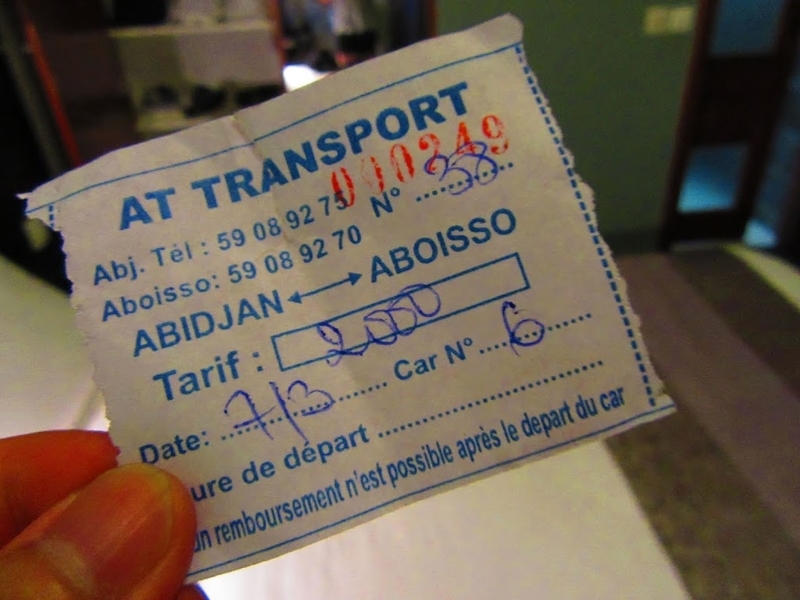 AT TRANSPORT
000249
Abj. Tèl : 59 08 92 75 N° 38
Aboisso: 59 08 92 70
ABIDJAN ⟷ ABOISSO
Tarif : 2000
Date: 7/3 Car N° 6
ure de départ
un remboursement n'est possible après le depart du car